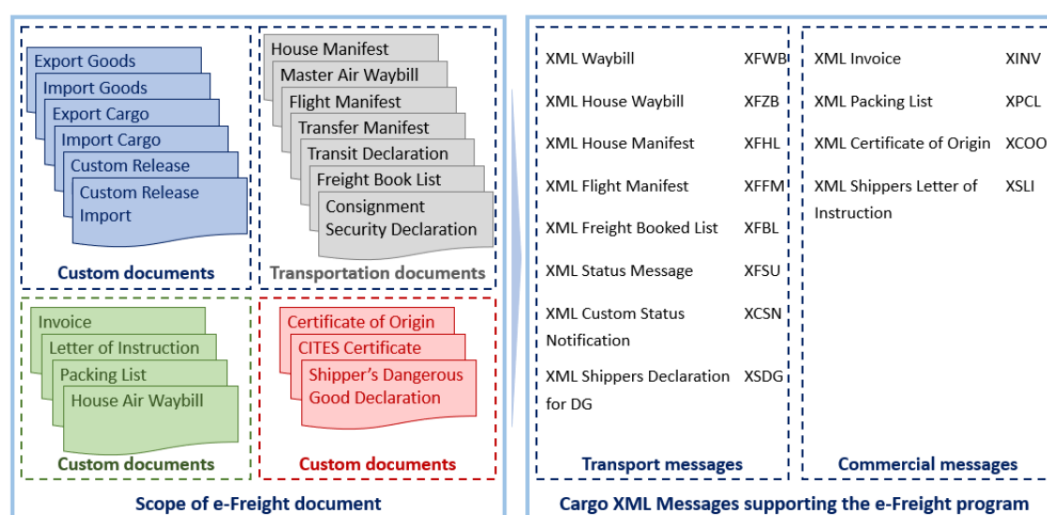 Export Goods
Import Goods
Export Cargo
Import Cargo
Custom Release
Custom Release
Import
Custom documents
House Manifest
Master Air Waybill
Flight Manifest
Transfer Manifest
Transit Declaration
Freight Book List
Consignment
Security Declaration
Transportation documents
Invoice
Letter of Instruction
Packing List
House Air Waybill
Custom documents
Certificate of Origin
CITES Certificate
Shipper's Dangerous
Good Declaration
Custom documents
Scope of e-Freight document
XML Waybill XFWB
XML House Waybill XFZB
XML House Manifest XFHL
XML Flight Manifest XFFM
XML Freight Booked List XFBL
XML Status Message XFSU
XML Custom Status XCSN
Notification
XML Shippers Declaration XSDG
for DG
Transport messages
XML Invoice XINV
XML Packing List XPCL
XML Certificate of Origin XCOO
XML Shippers Letter of XSLI
Instruction
Commercial messages
Cargo XML Messages supporting the e-Freight program